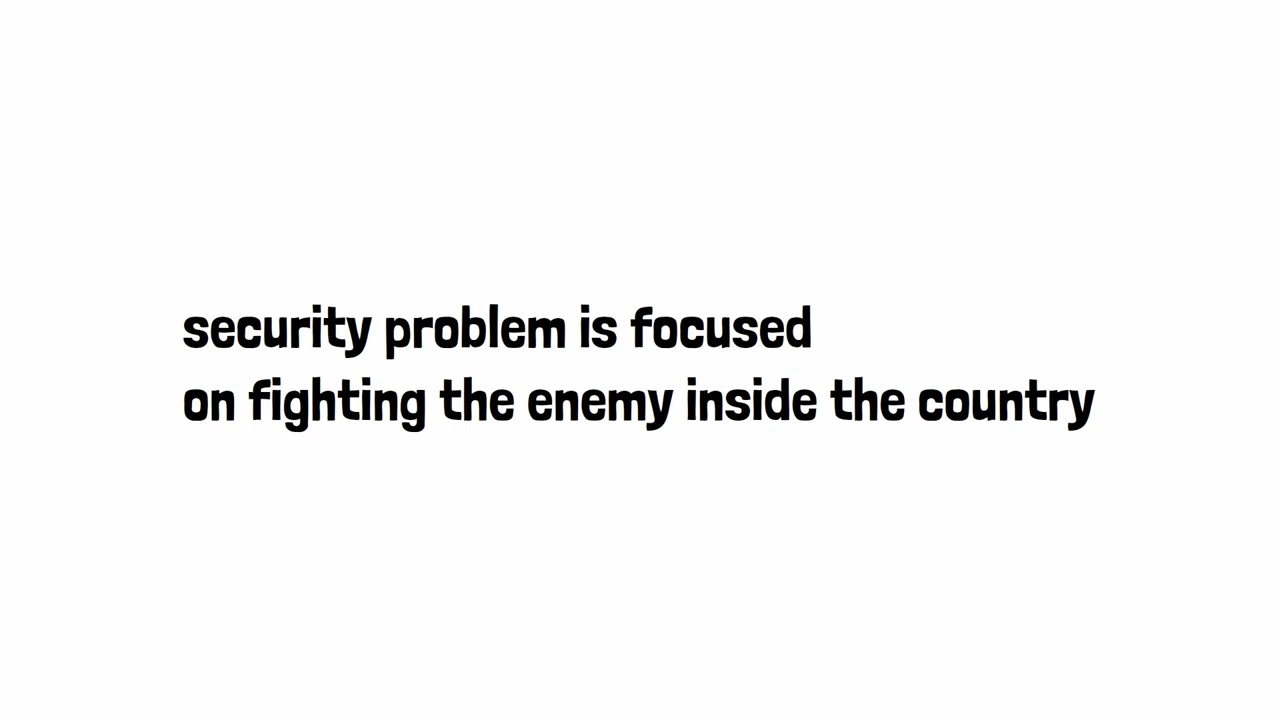 security problem is focused
on fighting the enemy inside the country